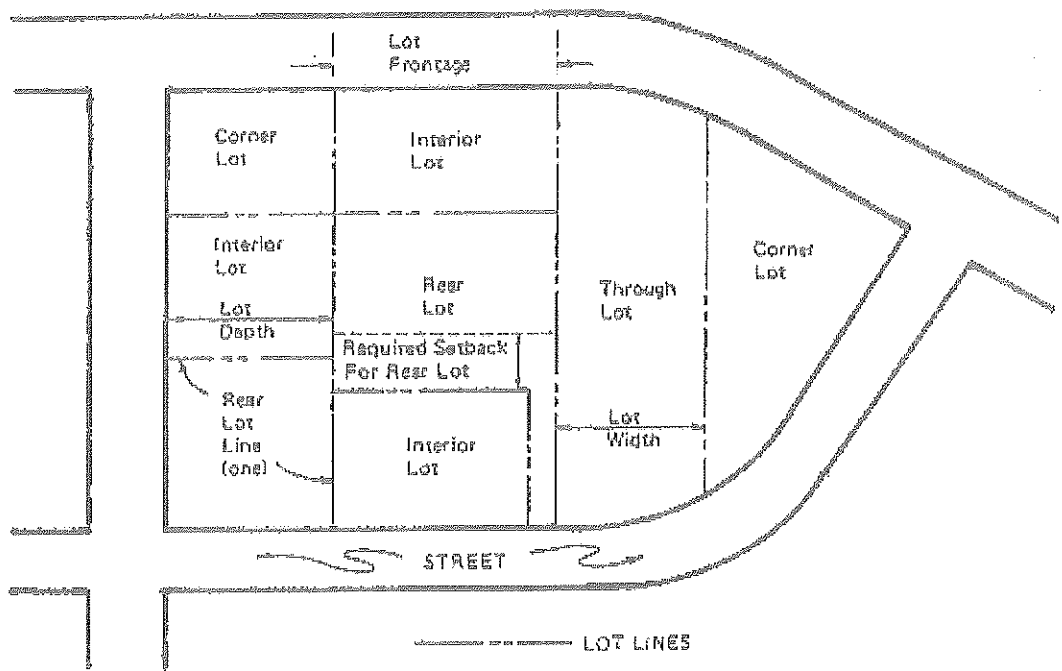 Lot
Frontage
Corner
Lot
Interior
Lot
Interior
Lot
Rear
Lot
Through
Lot
Corner
Lot
Lot
Depth
Required Setback
For Rear Lot
Rear
Lot
Line
(one)
Interior
Lot
Lot
Width
STREET
LOT LINES